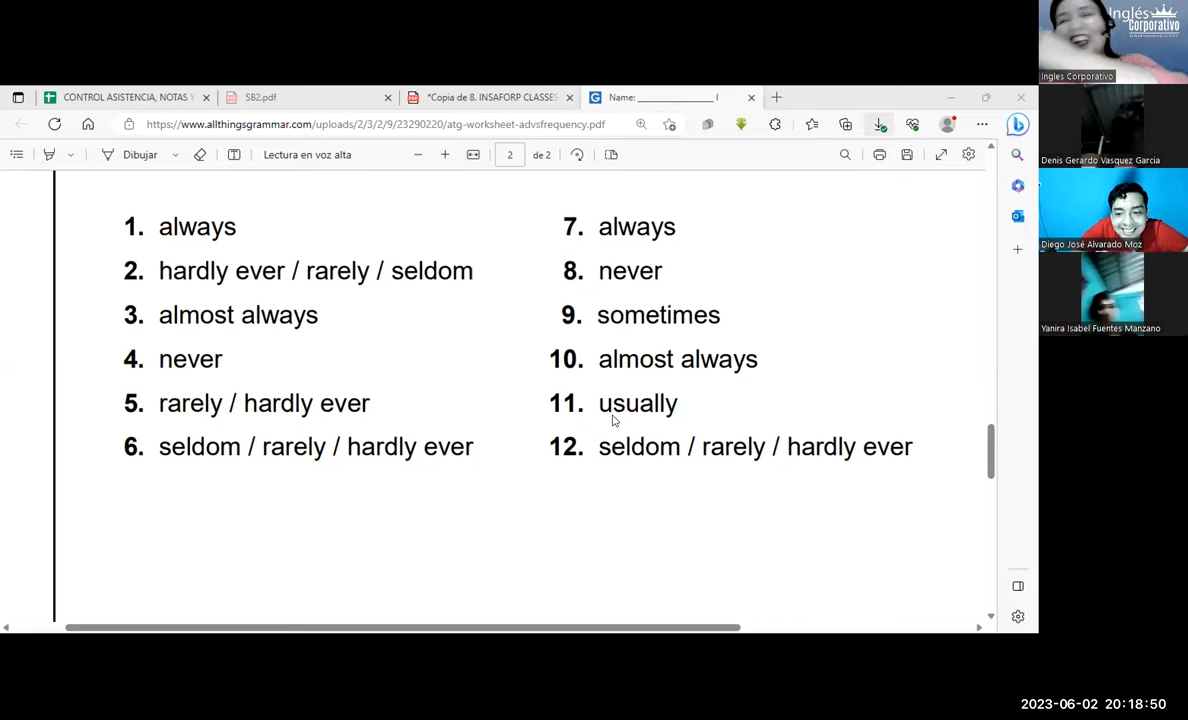 Inglés
Corporativo
Ingles Corporativo
CONTROL ASISTENCIA, NOTAS Y
SB2.pdf
*Copia de 8. INSAFORP CLASSES
Name: ____________________ I
https://www.allthingsgrammar.com/uploads/2/3/2/9/23290220/atg-worksheet-advsfrequency.pdf
Dibujar
Lectura en voz alta
2
de 2
Denis Gerardo Vasquez Garcia
Diego José Alvarado Moz
Yanira Isabel Fuentes Manzano
1. always
2. hardly ever / rarely / seldom
3. almost always
4. never
5. rarely / hardly ever
6. seldom / rarely / hardly ever
7. always
8. never
9. sometimes
10. almost always
11. usually
12. seldom / rarely / hardly ever
2023-06-02 20:18:50